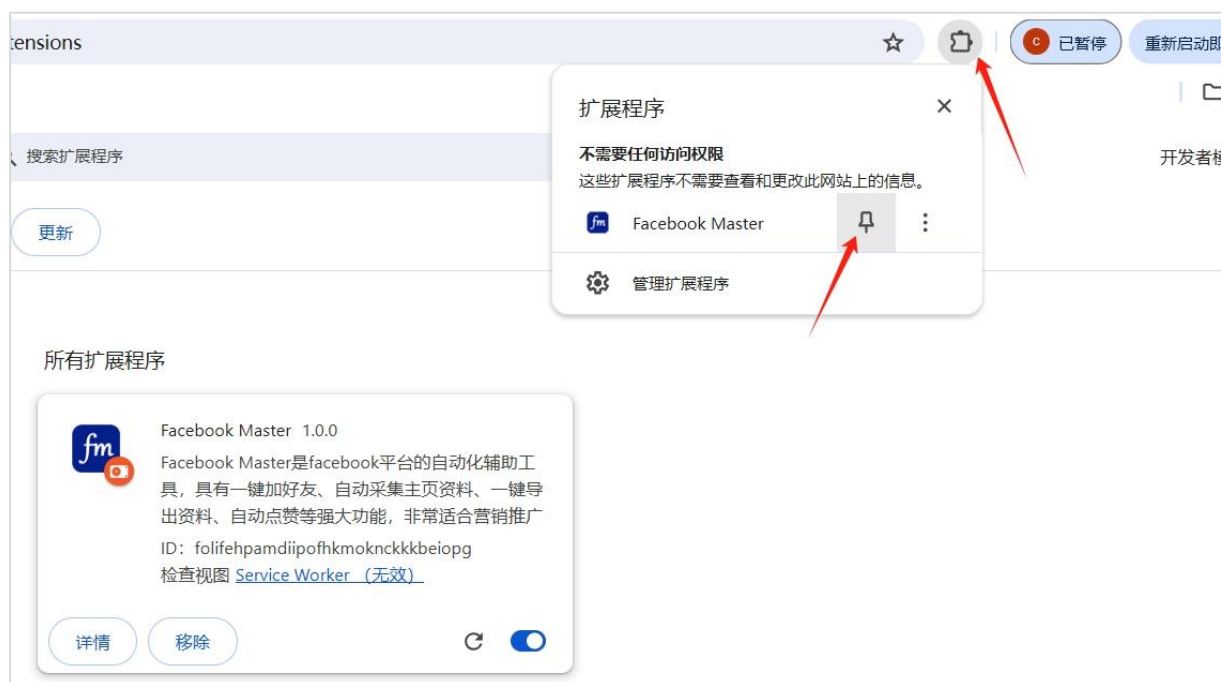 tensions
C 已暂停
重新启动即
扩展程序
不需要任何访问权限
这些扩展程序不需要查看和更改此网站上的信息。
搜索扩展程序
开发者模
fm Facebook Master
更新
管理扩展程序
所有扩展程序
fm
Facebook Master 1.0.0
Facebook Master是facebook平台的自动化辅助工
具，具有一键加好友、自动采集主页资料、一键导
出资料、自动点赞等强大功能，非常适合营销推广
ID：folifehpamdiipofhkmoknckkkbeiopg
检查视图 Service Worker （无效）
详情
移除